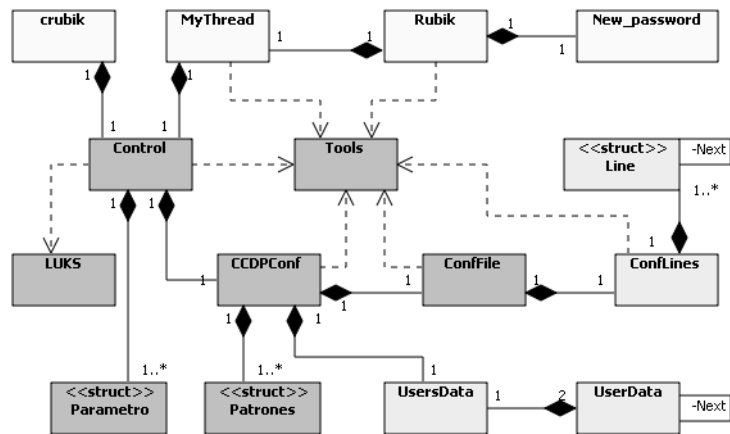 crubik
MyThread
Rubik
New_password
1
1
1
1
1
1
1
1
Control
Tools
<<struct>>
Line
-Next
1
1
1..*
1
LUKS
CCDPConf
ConfFile
ConfLines
1
1
1
1
1
1
1
1..*
1..*
1
<<struct>>
Parametro
<<struct>>
Patrones
UsersData
1
2
UserData
-Next